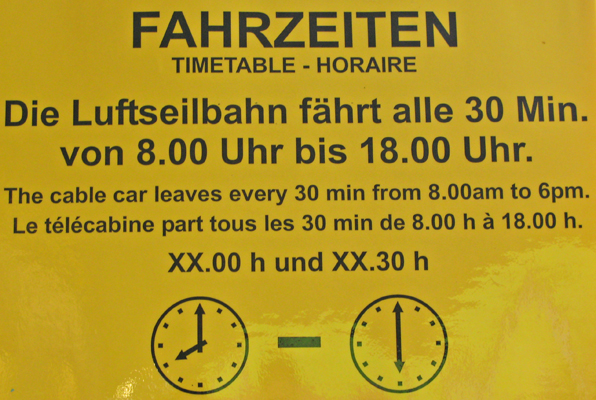 FAHRZEITEN
TIMETABLE - HORAIRE
Die Luftseilbahn fährt alle 30 Min.
von 8.00 Uhr bis 18.00 Uhr.
The cable car leaves every 30 min from 8.00am to 6pm.
Le télécabine part tous les 30 min de 8.00 h à 18.00 h.
XX.00 h und XX.30 h